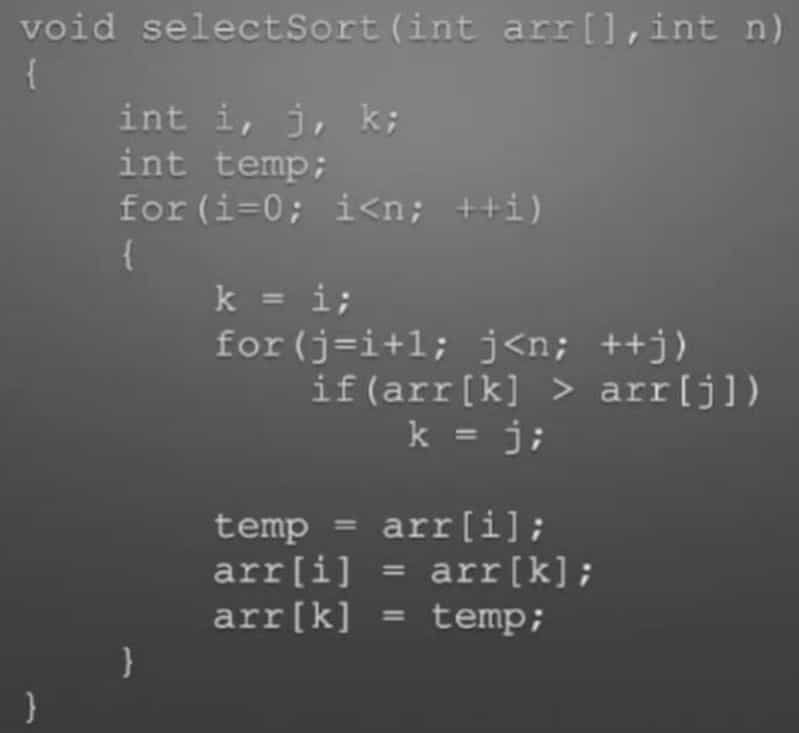 void selectSort(int arr[],int n)
{
int i, j, k;
int temp;
for(i=0; i<n; ++i)
{
k = i;
for(j=i+1; j<n; ++j)
if(arr[k] > arr[j])
k = j;
temp = arr[i];
arr[i] = arr[k];
arr[k] = temp;
}
}